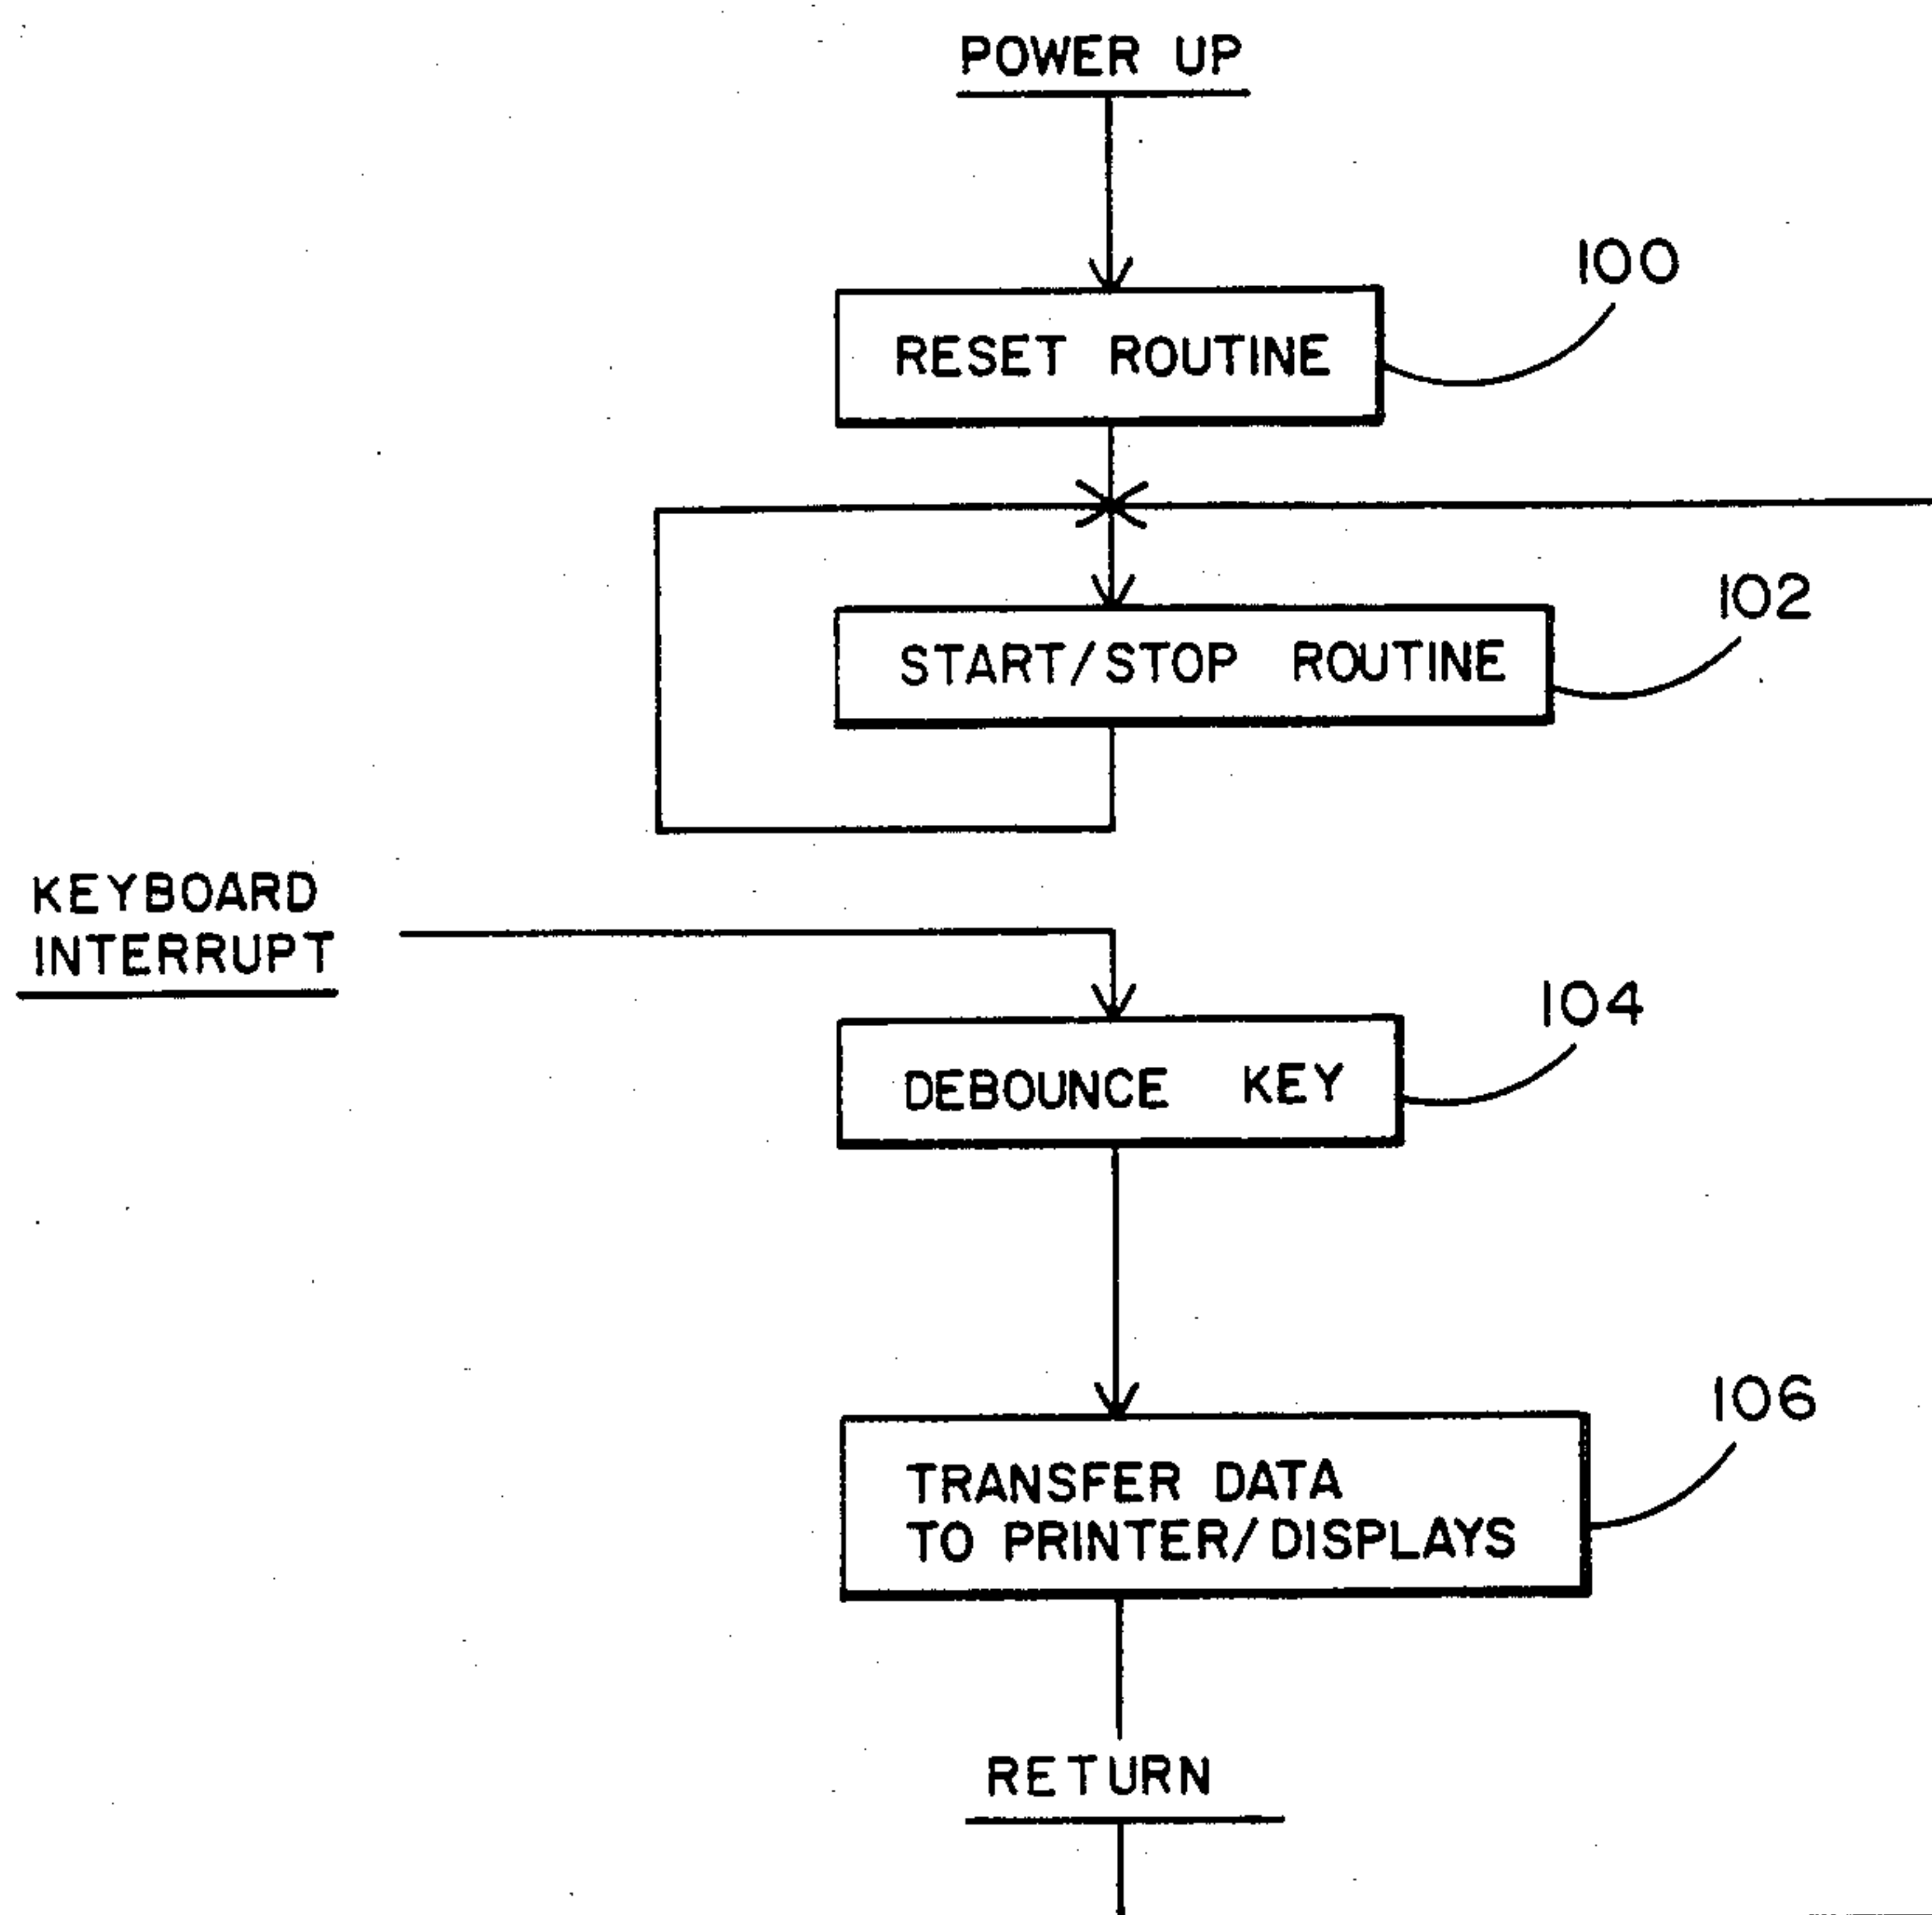 POWER UP
100
RESET ROUTINE
102
START/STOP ROUTINE
KEYBOARD
INTERRUPT
104
DEBOUNCE KEY
106
TRANSFER DATA
TO PRINTER/DISPLAYS
RETURN